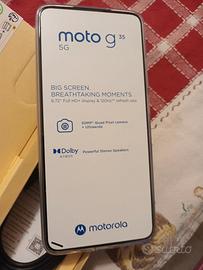 moto g 35
5G
BIG SCREEN.
BREATHTAKING MOMENTS.
6.72" Full HD+ display & 120Hz refresh rate
50MP Quad Pixel camera
+ Ultrawide
Dolby
ATMOS
Powerful Stereo Speakers
motorola
SUBITO